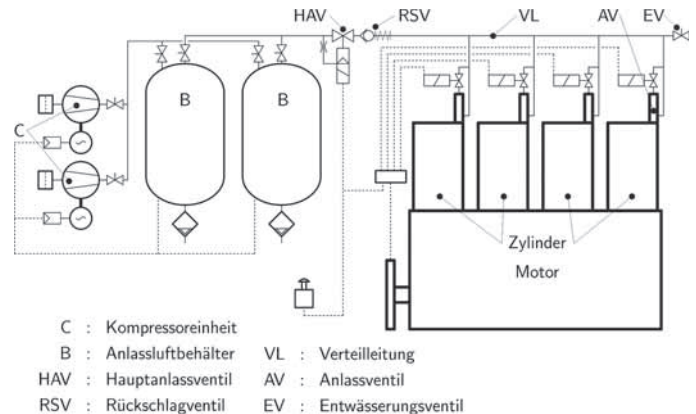 HAV RSV VL AV EV
B B
C
Zylinder
Motor
C : Kompressoreinheit
B : Anlassluftbehälter VL : Verteilleitung
HAV : Hauptanlassventil AV : Anlassventil
RSV : Rückschlagventil EV : Entwässerungsventil